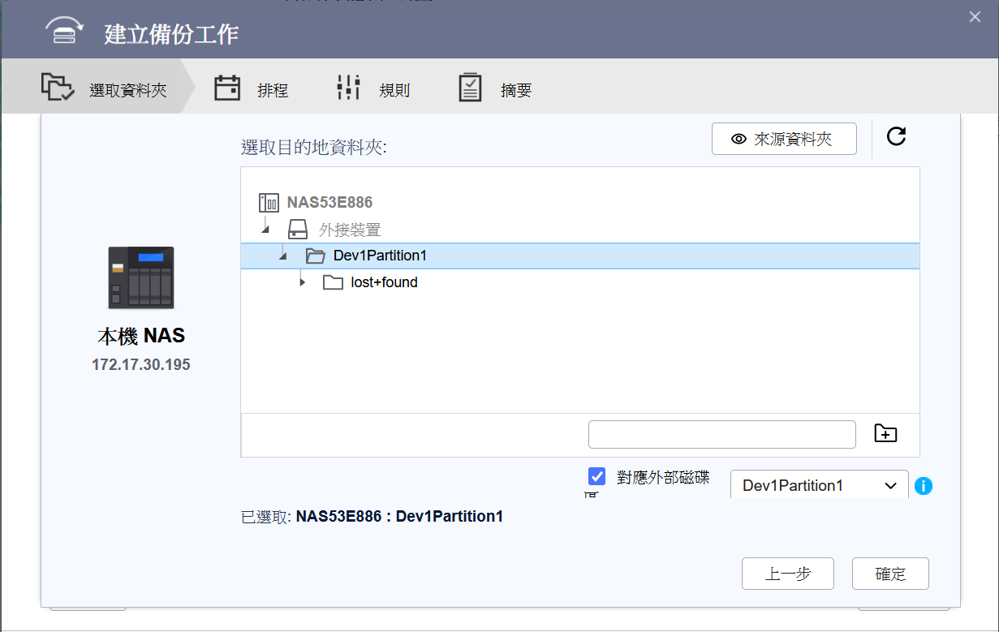 建立備份工作
選取資料夾
排程
規則
摘要
選取目的地資料夾:
來源資料夾
NAS53E886
外接裝置
Dev1Partition1
lost+found
本機 NAS
172.17.30.195
對應外部磁碟
Dev1Partition1
已選取: NAS53E886 : Dev1Partition1
上一步
確定